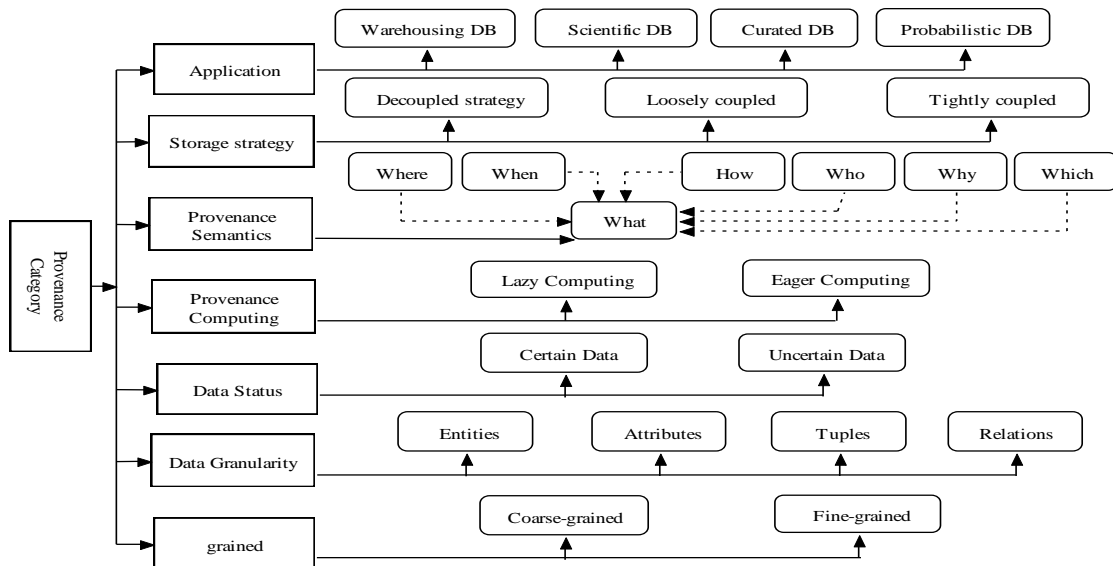 Warehousing DB
Scientific DB
Curated DB
Probabilistic DB
Application
Decoupled strategy
Loosely coupled
Tightly coupled
Storage strategy
Where
When
How
Who
Why
Which
What
Provenance
Semantics
Provenance
Category
Lazy Computing
Eager Computing
Provenance
Computing
Certain Data
Uncertain Data
Data Status
Entities
Attributes
Tuples
Relations
Data Granularity
Coarse-grained
Fine-grained
grained